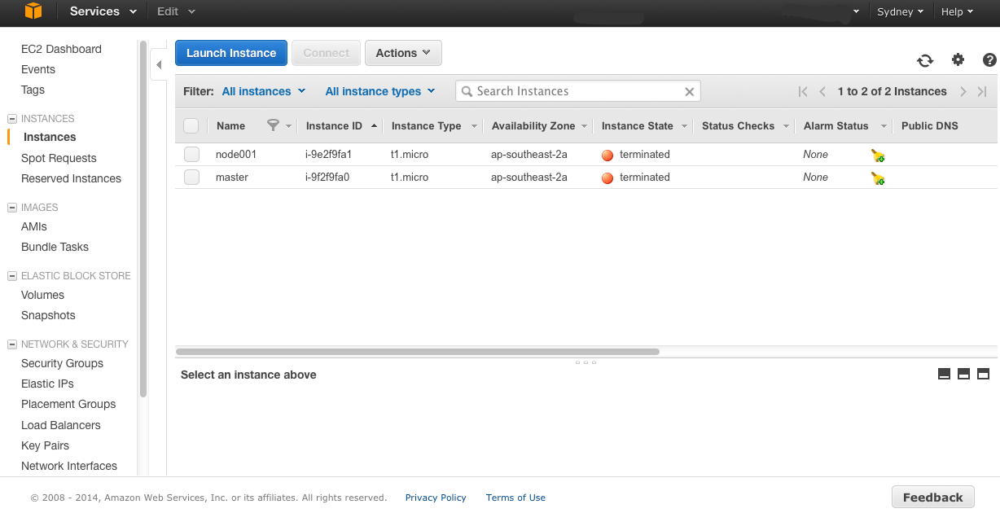 Services Edit Sydney Help
EC2 Dashboard
Events
Tags
INSTANCES
Instances
Spot Requests
Reserved Instances
IMAGES
AMIs
Bundle Tasks
ELASTIC BLOCK STORE
Volumes
Snapshots
NETWORK & SECURITY
Security Groups
Elastic IPs
Placement Groups
Load Balancers
Key Pairs
Network Interfaces
Launch Instance Connect Actions
Filter: All instances All instance types Search Instances 1 to 2 of 2 Instances
Name Instance ID Instance Type Availability Zone Instance State Status Checks Alarm Status Public DNS
node001 i-9e2f9fa1 t1.micro ap-southeast-2a terminated None
master i-9f2f9fa0 t1.micro ap-southeast-2a terminated None
Select an instance above
© 2008 - 2014, Amazon Web Services, Inc. or its affiliates. All rights reserved. Privacy Policy Terms of Use Feedback